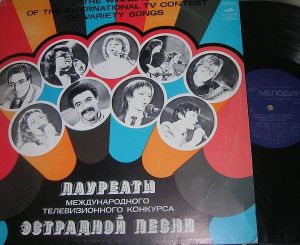 THE WINNERS
OF THE INTERNATIONAL TV CONTEST
OF VARIETY SONGS
МЕЛОДИЯ
ЛАУРЕАТЫ
МЕЖДУНАРОДНОГО
ТЕЛЕВИЗИОННОГО КОНКУРСА
ЭСТРАДНОЙ ПЕСНИ